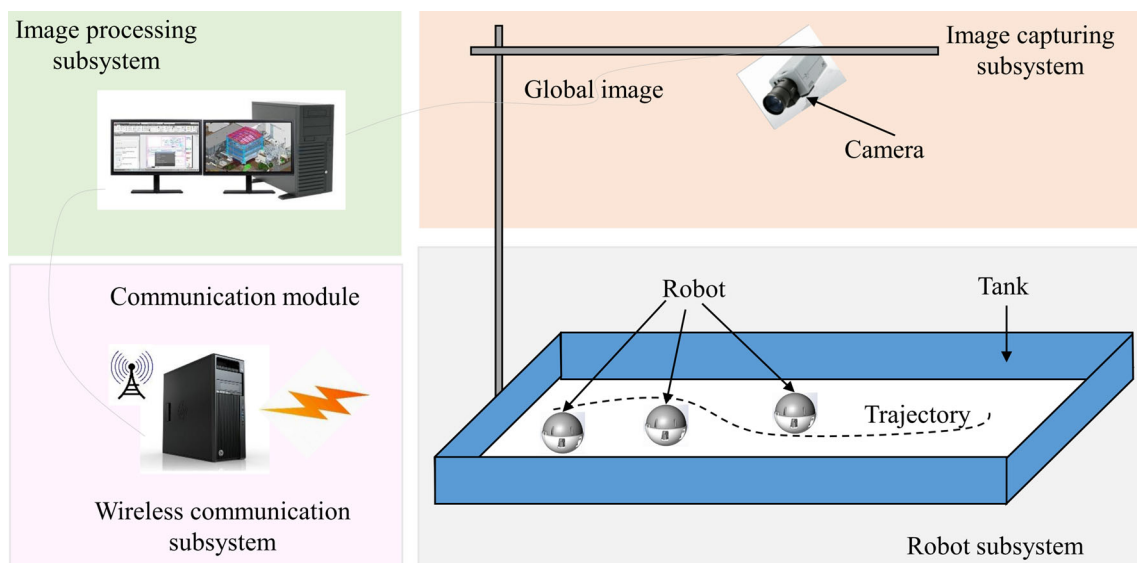 Image processing
subsystem
Image capturing
subsystem
Global image
Camera
Communication module
Wireless communication
subsystem
Robot
Tank
Trajectory
Robot subsystem